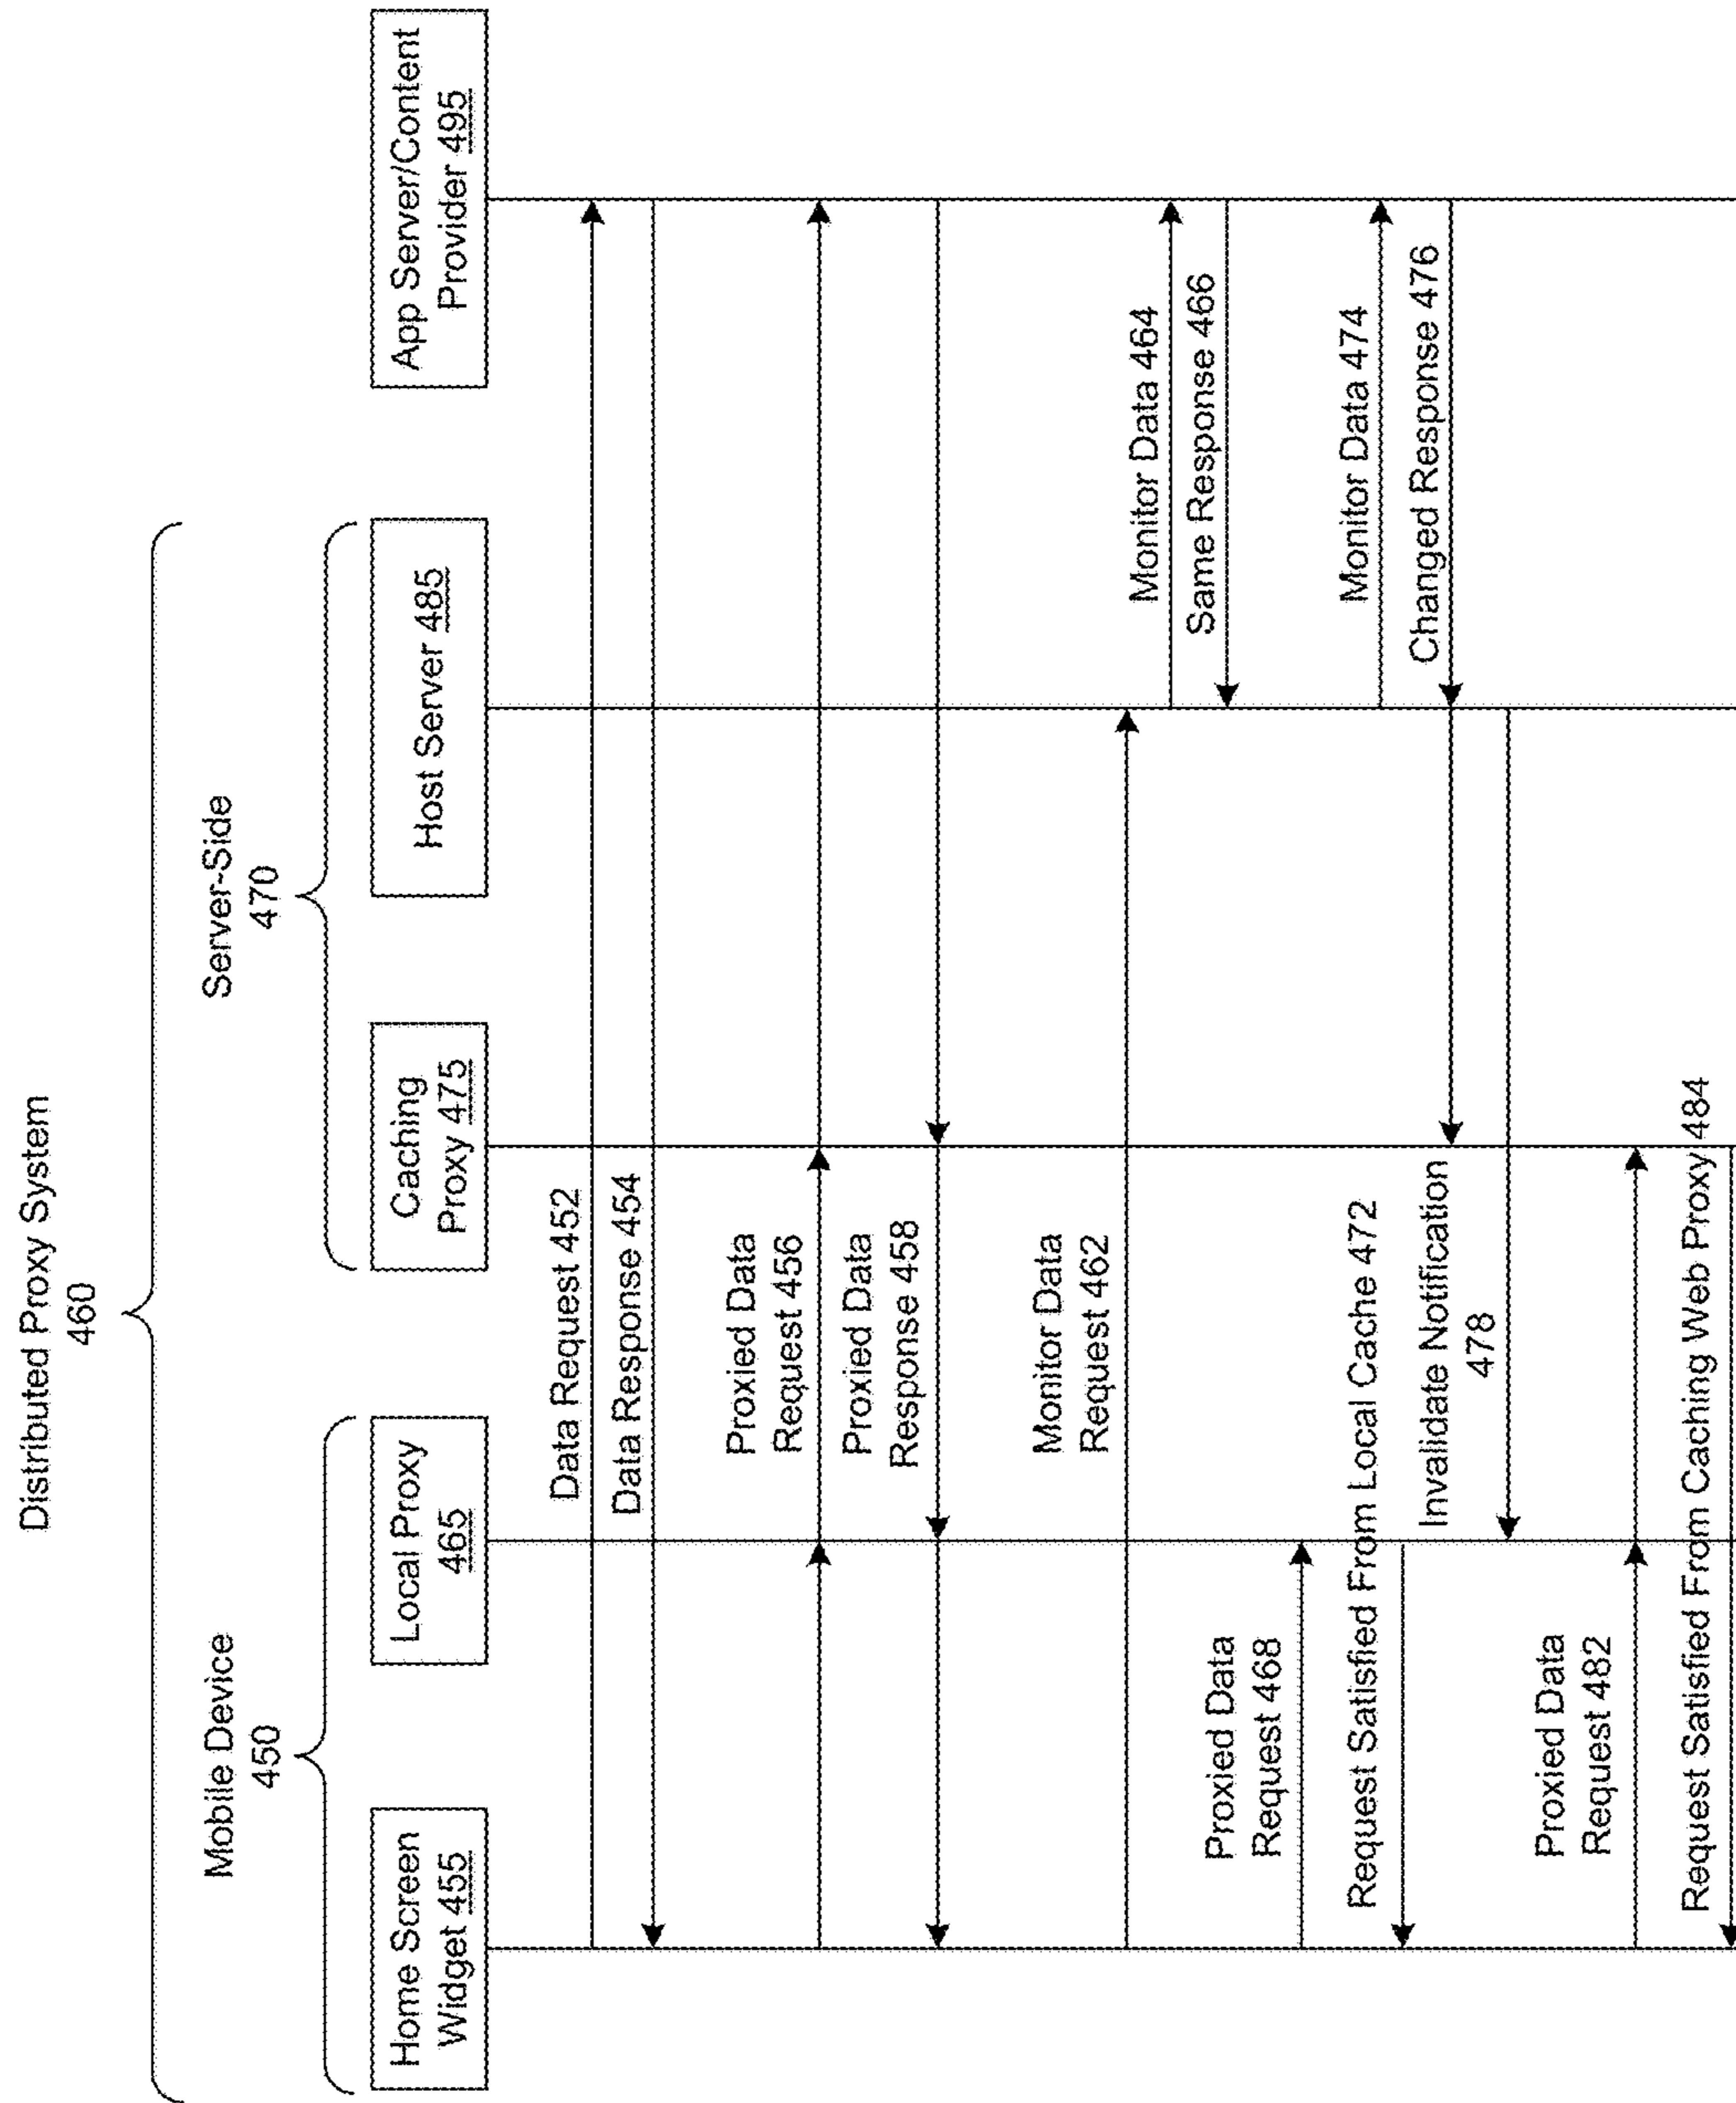 Distributed Proxy System
460
Mobile Device
450
Server-Side
470
Home Screen
Widget 455
Local Proxy
465
Caching
Proxy 475
Host Server 485
App Server/Content
Provider 495
Data Request 452
Data Response 454
Proxied Data
Request 456
Proxied Data
Response 458
Monitor Data
Request 462
Monitor Data 464
Same Response 466
Proxied Data
Request 468
Request Satisfied From Local Cache 472
Monitor Data 474
Changed Response 476
Invalidate Notification
478
Proxied Data
Request 482
Request Satisfied From Caching Web Proxy 484